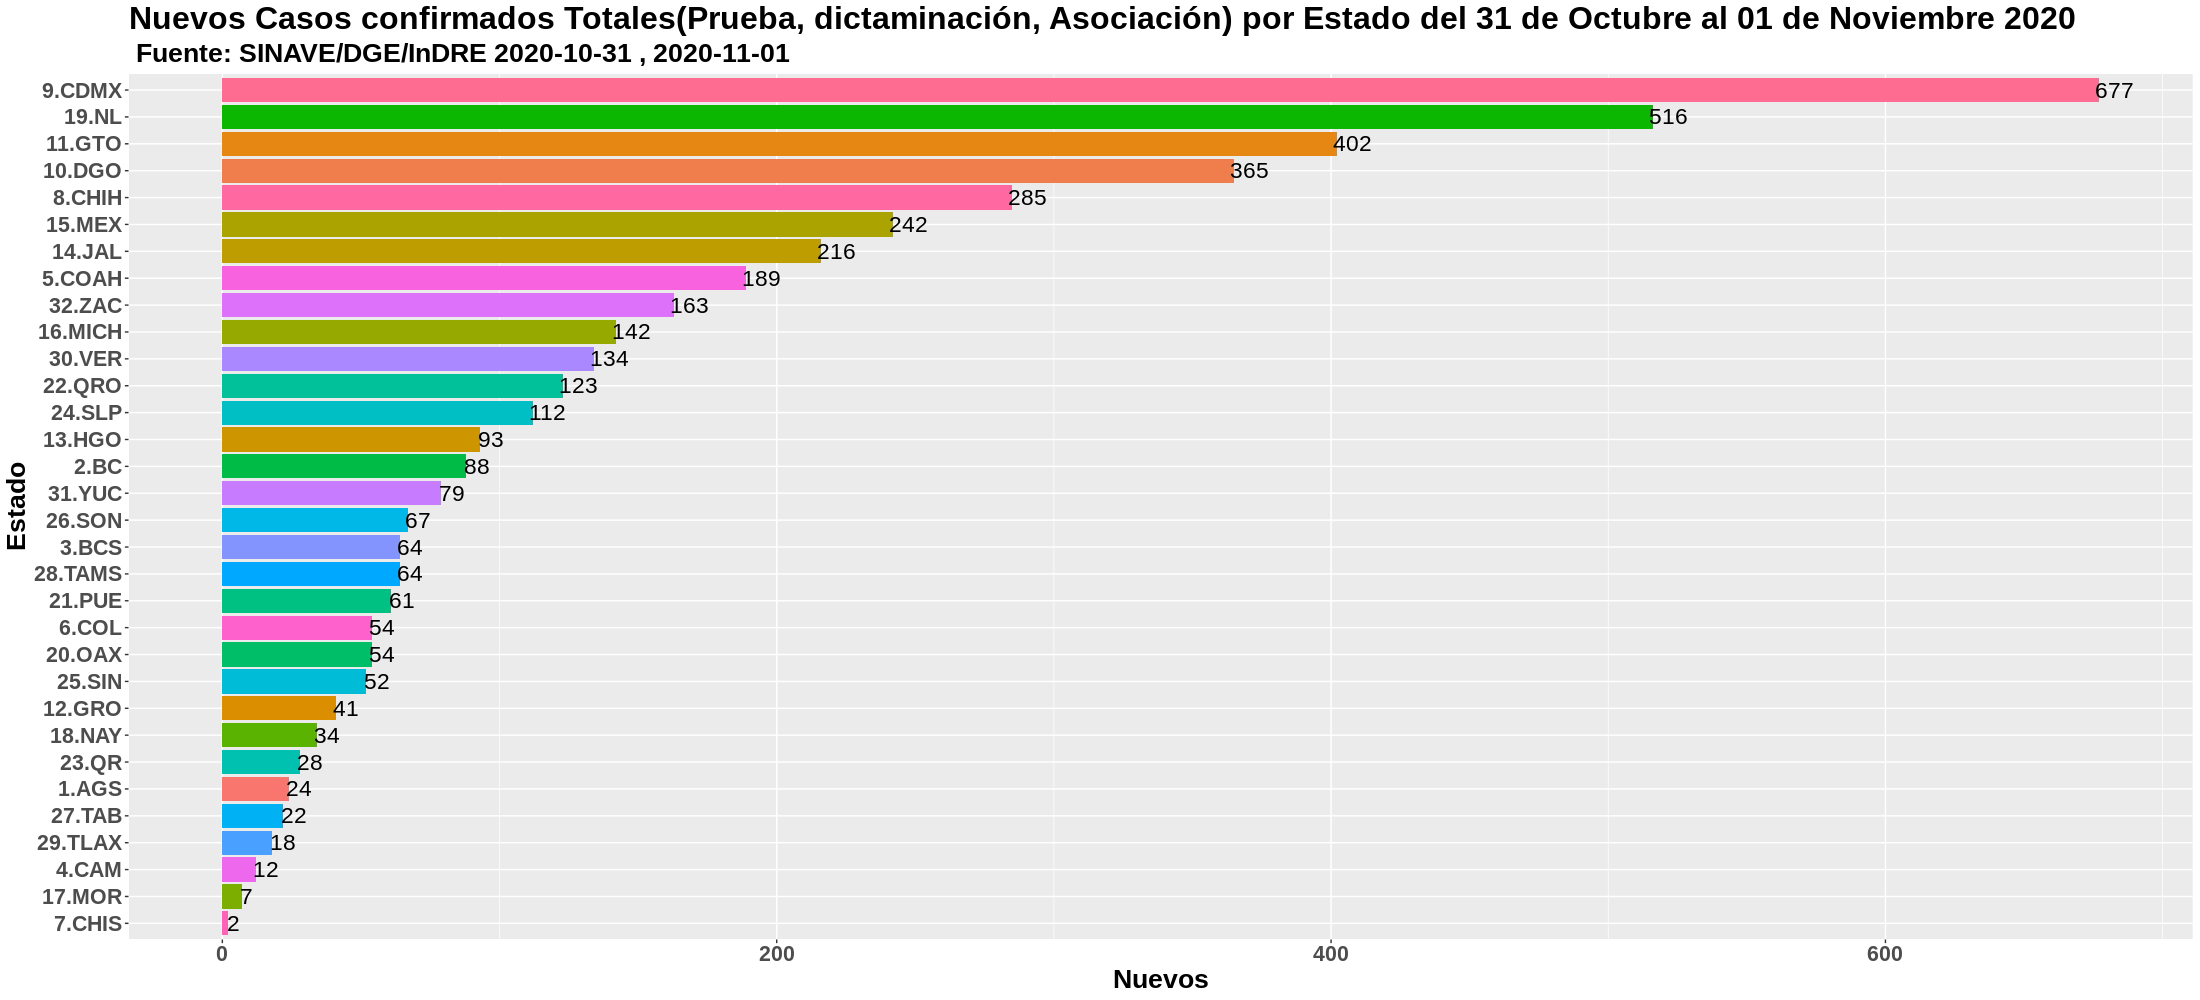 Nuevos Casos confirmados Totales(Prueba, dictaminación, Asociación) por Estado del 31 de Octubre al 01 de Noviembre 2020
Fuente: SINAVE/DGE/InDRE 2020-10-31 , 2020-11-01
9.CDMX 677
19.NL 516
11.GTO 402
10.DGO 365
8.CHIH 285
15.MEX 242
14.JAL 216
5.COAH 189
32.ZAC 163
16.MICH 142
30.VER 134
22.QRO 123
24.SLP 112
13.HGO 93
2.BC 88
31.YUC 79
26.SON 67
3.BCS 64
28.TAMS 64
21.PUE 61
6.COL 54
20.OAX 54
25.SIN 52
12.GRO 41
18.NAY 34
23.QR 28
1.AGS 24
27.TAB 22
29.TLAX 18
4.CAM 12
17.MOR 7
7.CHIS 2
Estado
0 200 400 600
Nuevos